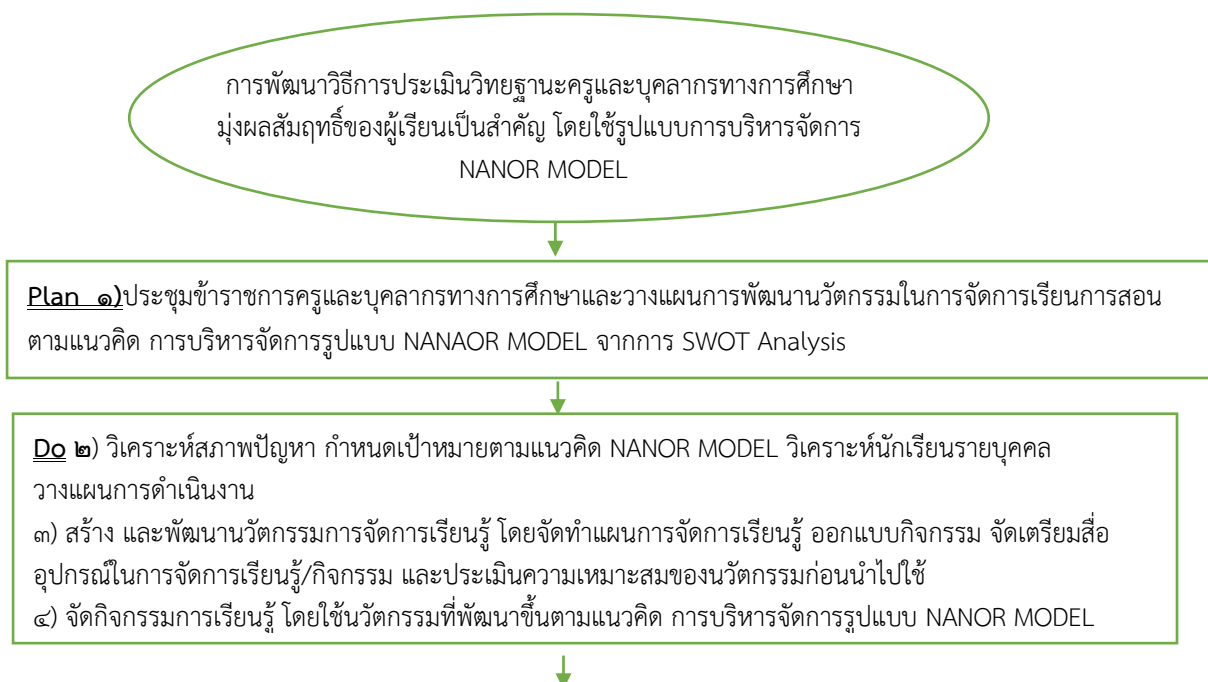 การพัฒนาวิธีการประเมินวิทยฐานะครูและบุคลากรทางการศึกษา
มุ่งผลสัมฤทธิ์ของผู้เรียนเป็นสำคัญ โดยใช้รูปแบบการบริหารจัดการ
NANOR MODEL
Plan ๑)ประชุมข้าราชการครูและบุคลากรทางการศึกษาและวางแผนการพัฒนานวัตกรรมในการจัดการเรียนการสอน
ตามแนวคิด การบริหารจัดการรูปแบบ NANAOR MODEL จากการ SWOT Analysis
Do ๒) วิเคราะห์สภาพปัญหา กำหนดเป้าหมายตามแนวคิด NANOR MODEL วิเคราะห์นักเรียนรายบุคคล
วางแผนการดำเนินงาน
๓) สร้าง และพัฒนานวัตกรรมการจัดการเรียนรู้ โดยจัดทำแผนการจัดการเรียนรู้ ออกแบบกิจกรรม จัดเตรียมสื่อ
อุปกรณ์ในการจัดการเรียนรู้/กิจกรรม และประเมินความเหมาะสมของนวัตกรรมก่อนนำไปใช้
๔) จัดกิจกรรมการเรียนรู้ โดยใช้นวัตกรรมที่พัฒนาขึ้นตามแนวคิด การบริหารจัดการรูปแบบ NANOR MODEL